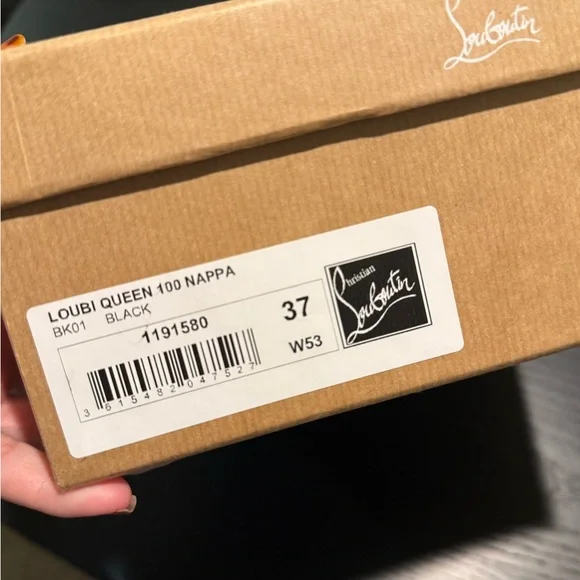 Louboutin
LOUBI QUEEN 100 NAPPA
BK01 BLACK
1191580
37
W53
3 615482 047527
Christian
Louboutin